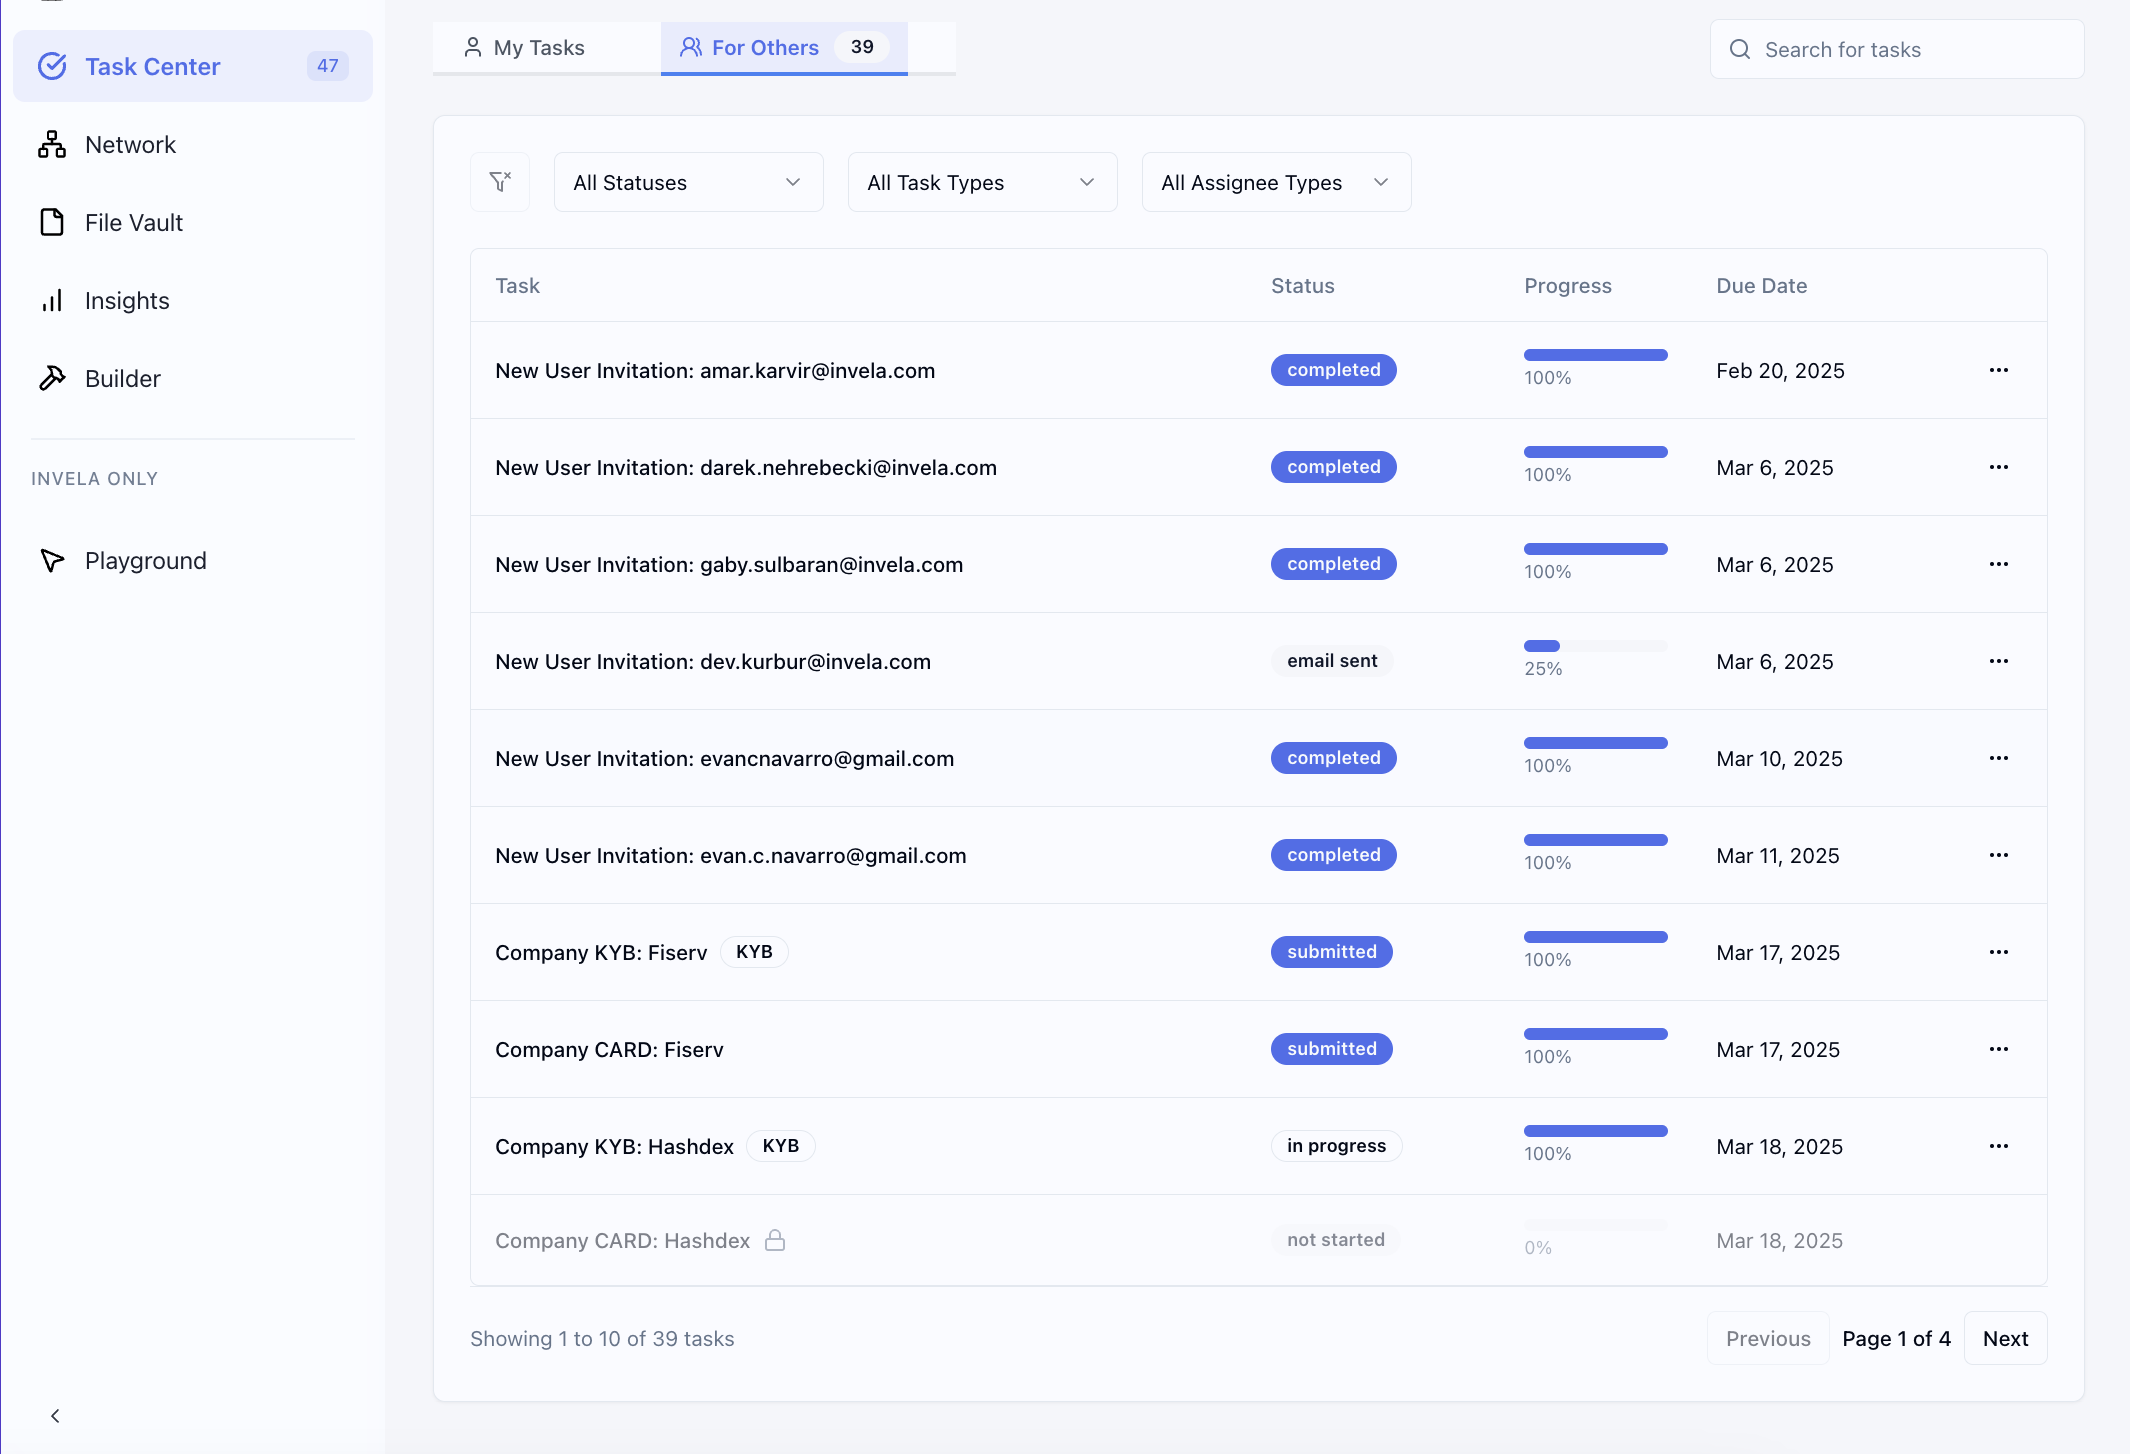 Task Center 47
Network
File Vault
Insights
Builder
INVELA ONLY
Playground
My Tasks
For Others 39
Search for tasks
All Statuses
All Task Types
All Assignee Types
Task Status Progress Due Date
New User Invitation: amar.karvir@invela.com completed 100% Feb 20, 2025
New User Invitation: darek.nehrebecki@invela.com completed 100% Mar 6, 2025
New User Invitation: gaby.sulbaran@invela.com completed 100% Mar 6, 2025
New User Invitation: dev.kurbur@invela.com email sent 25% Mar 6, 2025
New User Invitation: evancnavarro@gmail.com completed 100% Mar 10, 2025
New User Invitation: evan.c.navarro@gmail.com completed 100% Mar 11, 2025
Company KYB: Fiserv KYB submitted 100% Mar 17, 2025
Company CARD: Fiserv submitted 100% Mar 17, 2025
Company KYB: Hashdex KYB in progress 100% Mar 18, 2025
Company CARD: Hashdex not started 0% Mar 18, 2025
Showing 1 to 10 of 39 tasks
Previous Page 1 of 4 Next